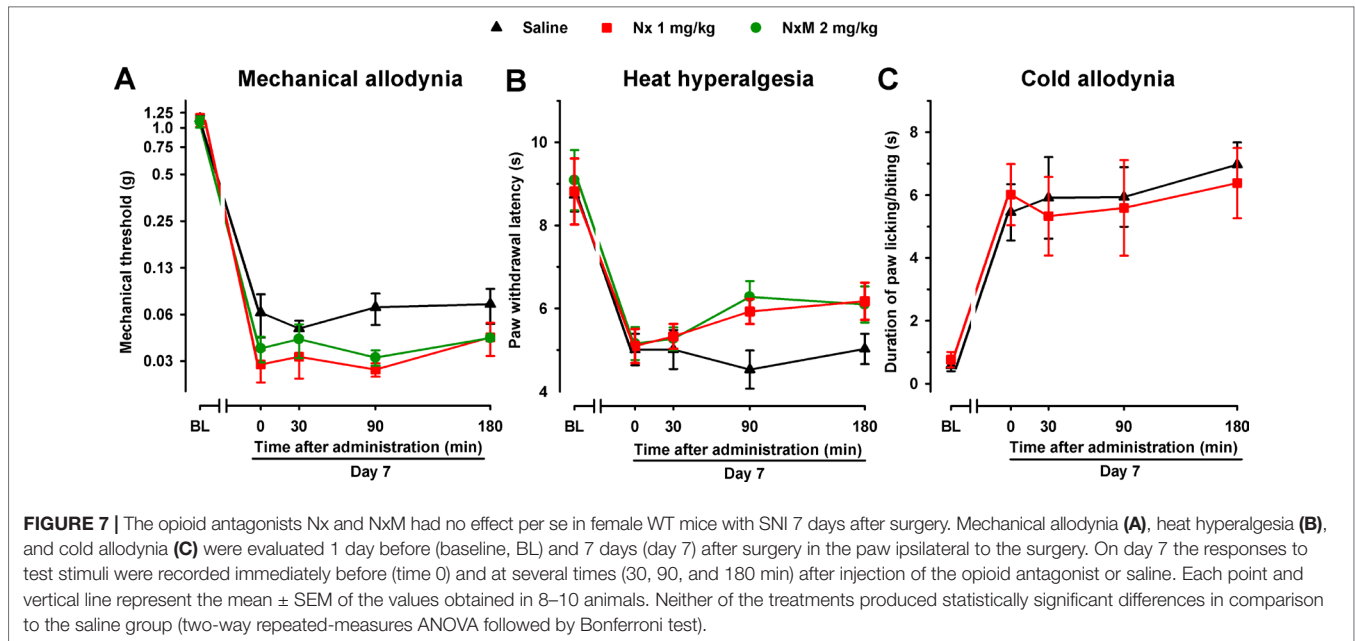 Saline Nx 1 mg/kg NxM 2 mg/kg
A Mechanical allodynia
Mechanical threshold (g)
1.25
1.0
0.75
0.5
0.25
0.13
0.06
0.03
BL 0 30 90 180
Time after administration (min)
Day 7
B Heat hyperalgesia
Paw withdrawal latency (s)
10
8
6
4
BL 0 30 90 180
Time after administration (min)
Day 7
C Cold allodynia
Duration of paw licking/biting (s)
8
6
4
2
0
BL 0 30 90 180
Time after administration (min)
Day 7
FIGURE 7 | The opioid antagonists Nx and NxM had no effect per se in female WT mice with SNI 7 days after surgery. Mechanical allodynia (A), heat hyperalgesia (B),
and cold allodynia (C) were evaluated 1 day before (baseline, BL) and 7 days (day 7) after surgery in the paw ipsilateral to the surgery. On day 7 the responses to
test stimuli were recorded immediately before (time 0) and at several times (30, 90, and 180 min) after injection of the opioid antagonist or saline. Each point and
vertical line represent the mean ± SEM of the values obtained in 8–10 animals. Neither of the treatments produced statistically significant differences in comparison
to the saline group (two-way repeated-measures ANOVA followed by Bonferroni test).